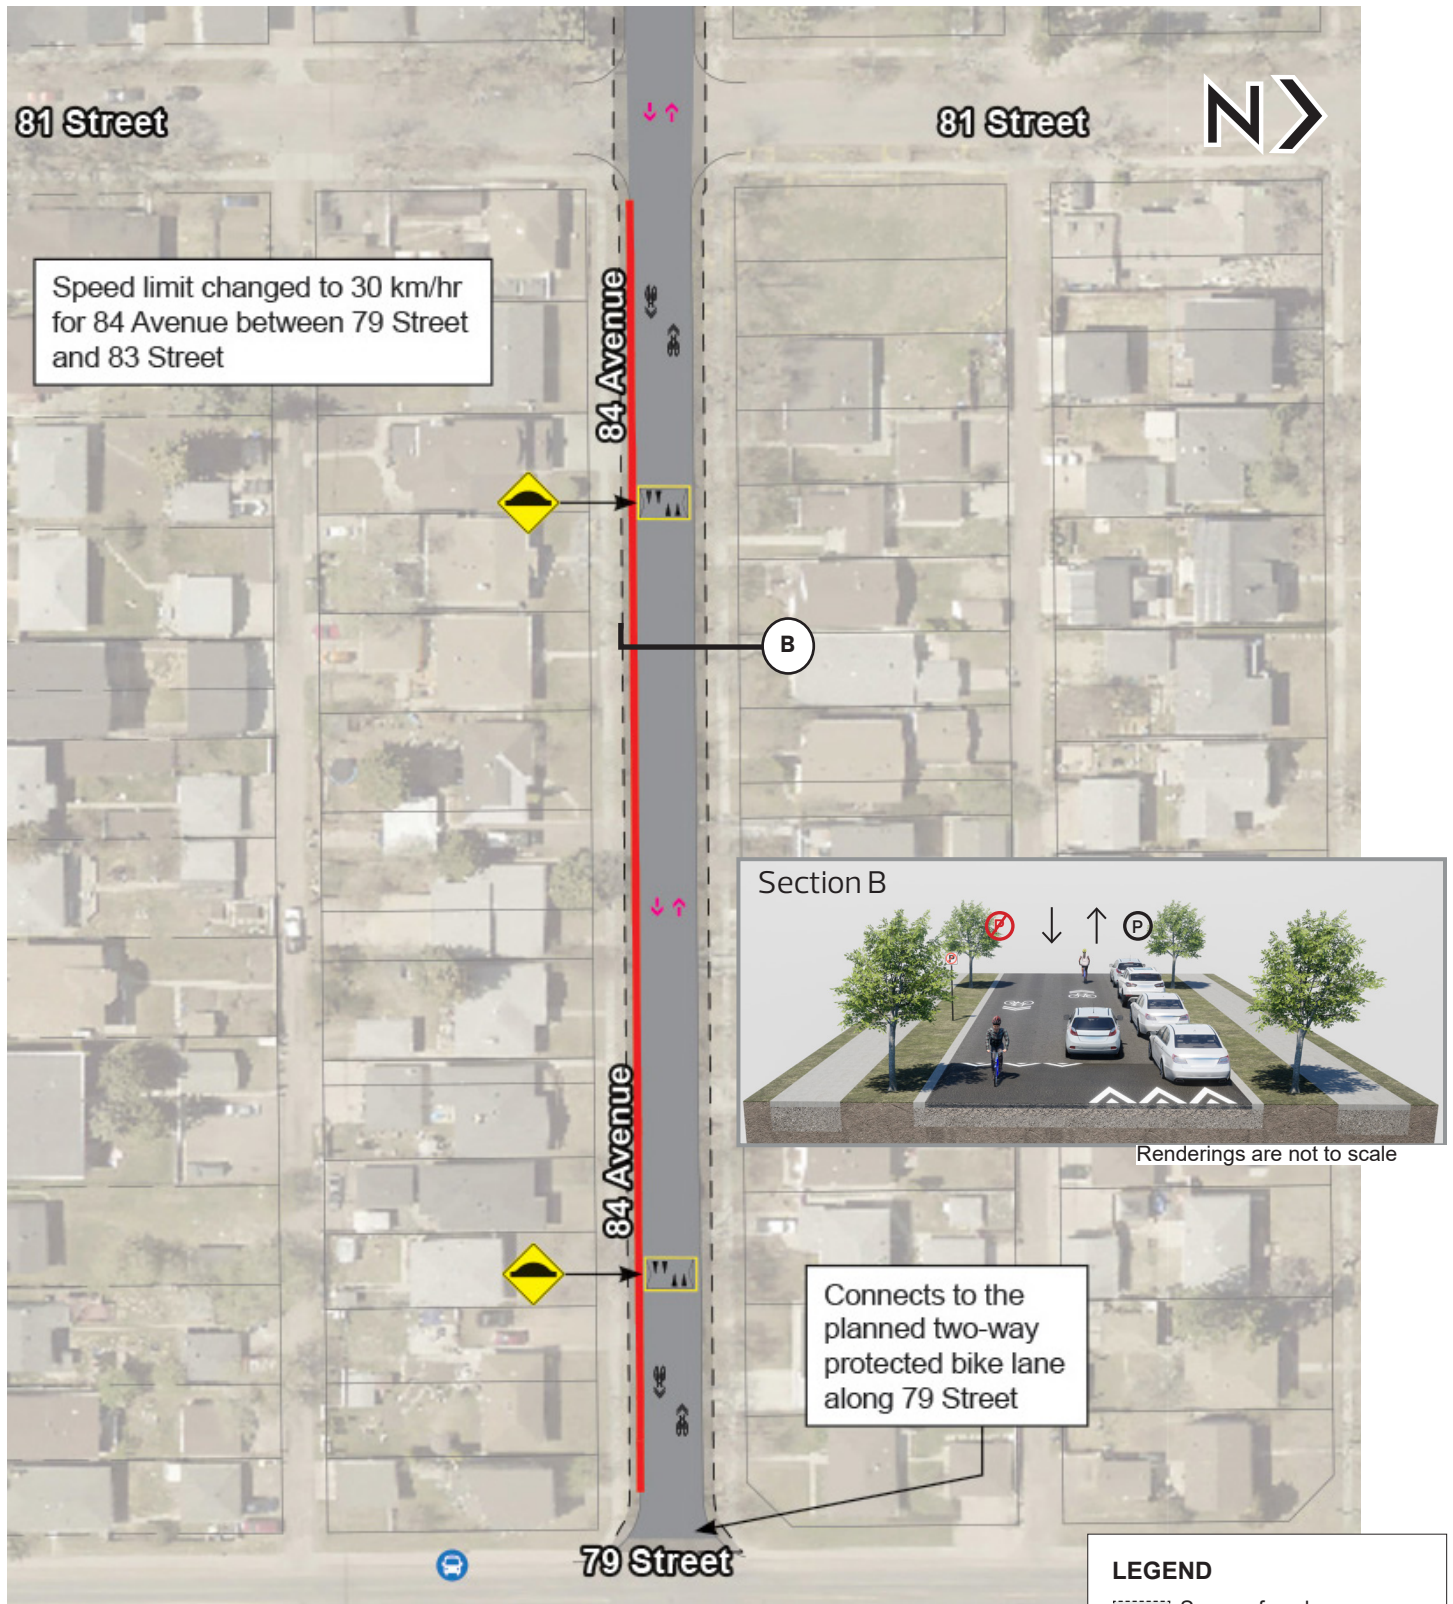 81 Street
81 Street
N
Speed limit changed to 30 km/hr
for 84 Avenue between 79 Street
and 83 Street
84 Avenue
B
Section B
P
P
P
Renderings are not to scale
84 Avenue
Connects to the
planned two-way
protected bike lane
along 79 Street
79 Street
LEGEND